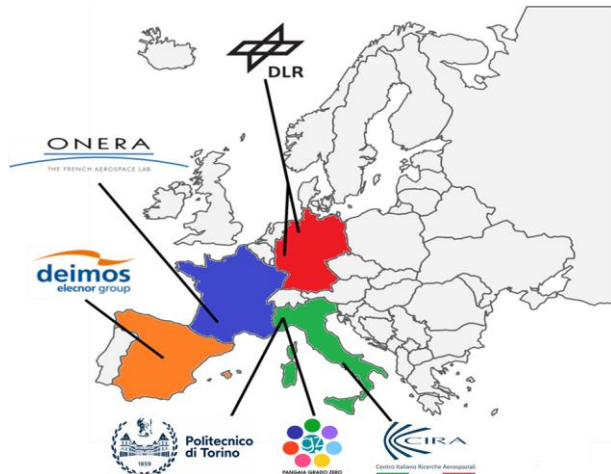 DLR
ONERA
THE FRENCH AEROSPACE LAB
deimos
elecnor group
1859
Politecnico
di Torino
gz
PANGAIA GRADO ZERO
CIRA
Centro Italiano Ricerche Aerospaziali